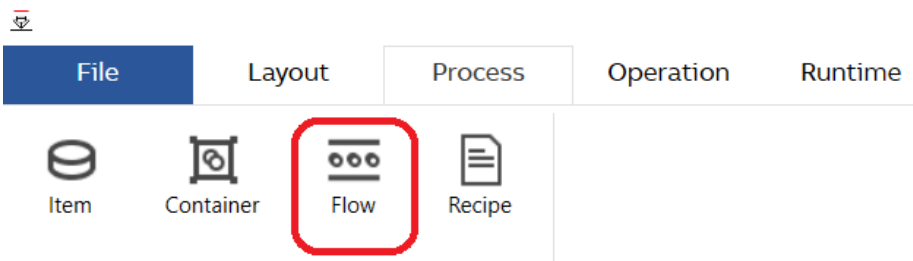 File Layout Process Operation Runtime
Item Container Flow Recipe